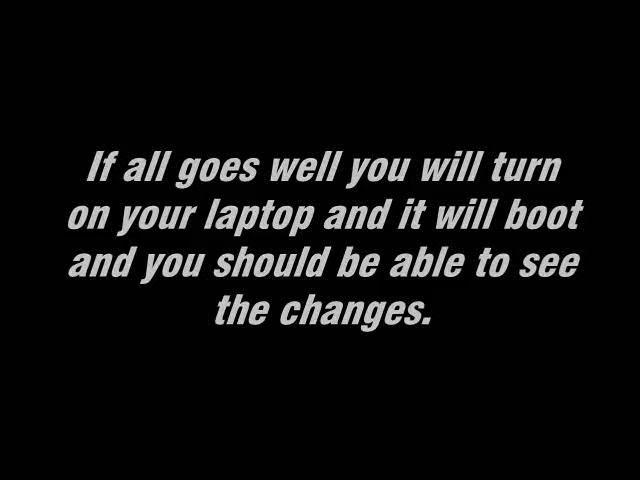 If all goes well you will turn
on your laptop and it will boot
and you should be able to see
the changes.